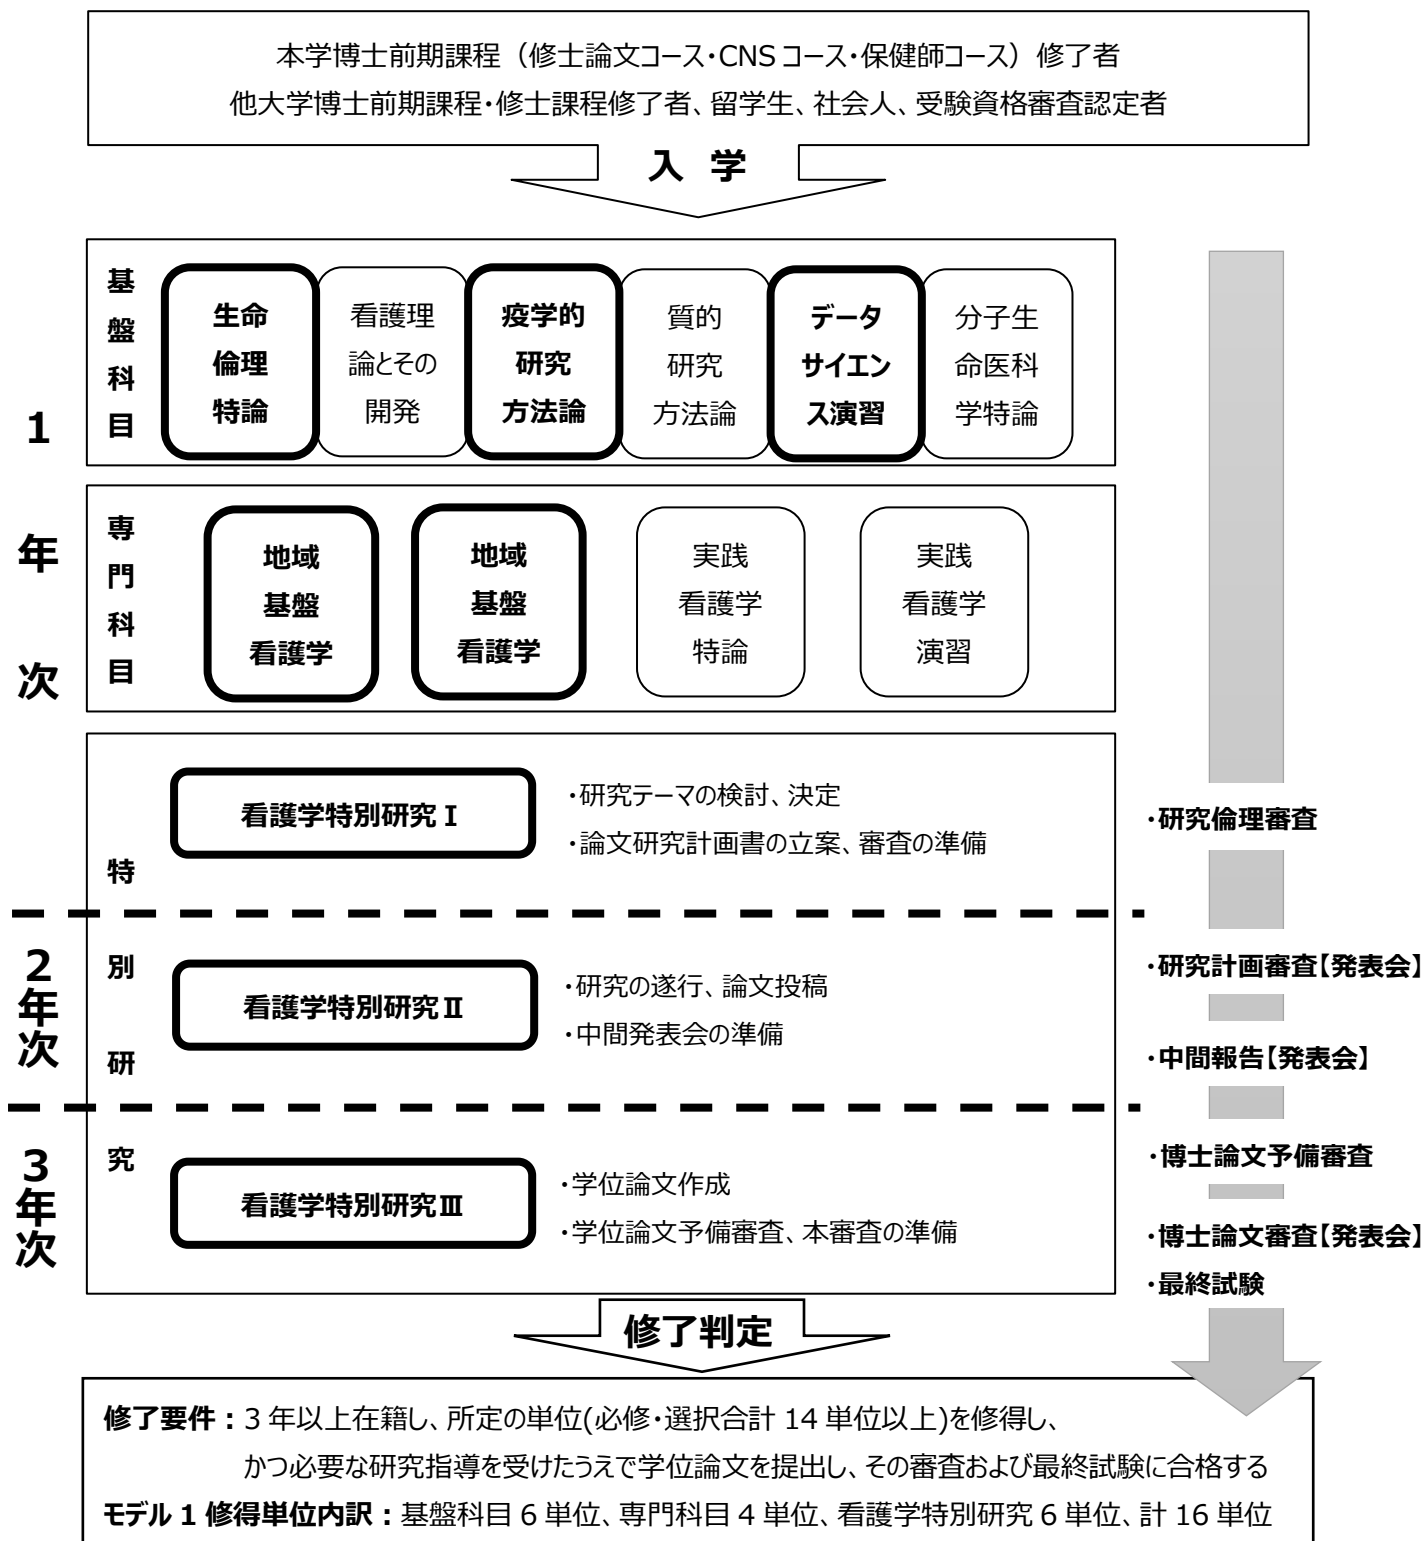 本学博士前期課程（修士論文コース・CNSコース・保健師コース）修了者
他大学博士前期課程・修士課程修了者、留学生、社会人、受験資格審査認定者
入 学
1
年
次
基
盤
科
目
生命
倫理
特論
看護理
論とその
開発
疫学的
研究
方法論
質的
研究
方法論
データ
サイエン
ス演習
分子生
命医科
学特論
専
門
科
目
地域
基盤
看護学
地域
基盤
看護学
実践
看護学
特論
実践
看護学
演習
特
別
研
究
看護学特別研究Ⅰ
・研究テーマの検討、決定
・論文研究計画書の立案、審査の準備
・研究倫理審査
2
年
次
看護学特別研究Ⅱ
・研究の遂行、論文投稿
・中間発表会の準備
・研究計画審査【発表会】
・中間報告【発表会】
3
年
次
看護学特別研究Ⅲ
・学位論文作成
・学位論文予備審査、本審査の準備
・博士論文予備審査
・博士論文審査【発表会】
・最終試験
修了判定
修了要件：3年以上在籍し、所定の単位(必修・選択合計 14 単位以上)を修得し、
かつ必要な研究指導を受けたうえで学位論文を提出し、その審査および最終試験に合格する
モデル 1 修得単位内訳：基盤科目 6 単位、専門科目 4 単位、看護学特別研究 6 単位、計 16 単位